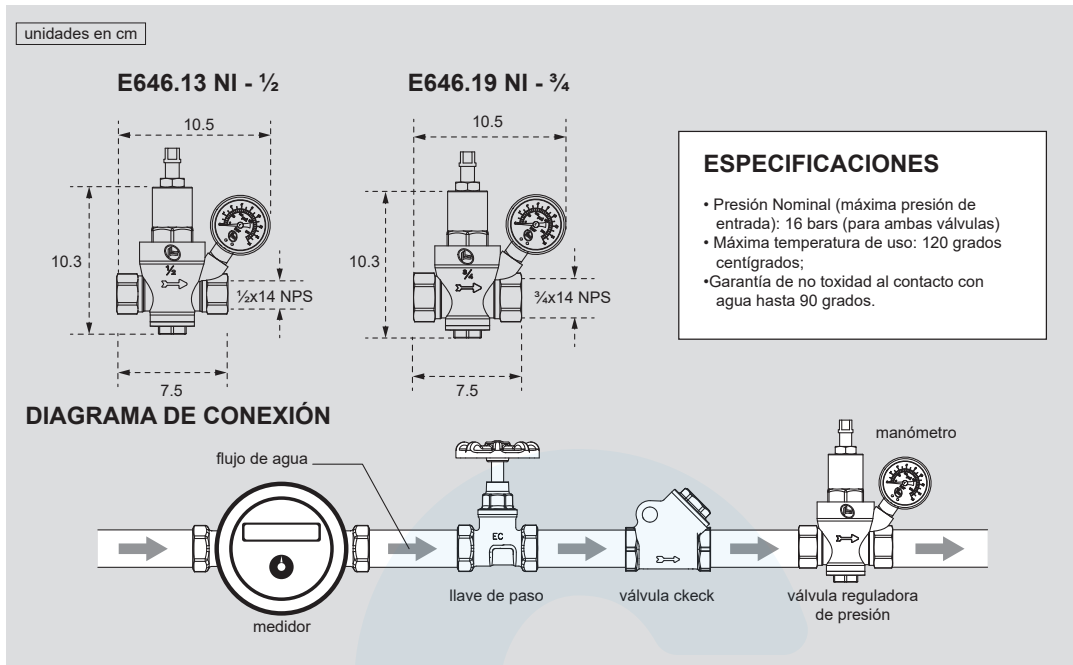 unidades en cm
E646.13 NI - ½
E646.19 NI - ¾
10.5
10.5
10.3
10.3
½
¾
½x14 NPS
¾x14 NPS
7.5
7.5
ESPECIFICACIONES
• Presión Nominal (máxima presión de
entrada): 16 bars (para ambas válvulas)
• Máxima temperatura de uso: 120 grados
centígrados;
•Garantía de no toxidad al contacto con
agua hasta 90 grados.
DIAGRAMA DE CONEXIÓN
manómetro
flujo de agua
EC
llave de paso
válvula ckeck
válvula reguladora
de presión
medidor